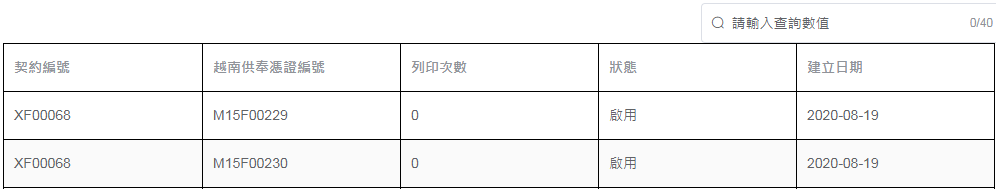 請輸入查詢數值 0/40
契約編號 越南供奉憑證編號 列印次數 狀態 建立日期
XF00068 M15F00229 0 啟用 2020-08-19
XF00068 M15F00230 0 啟用 2020-08-19